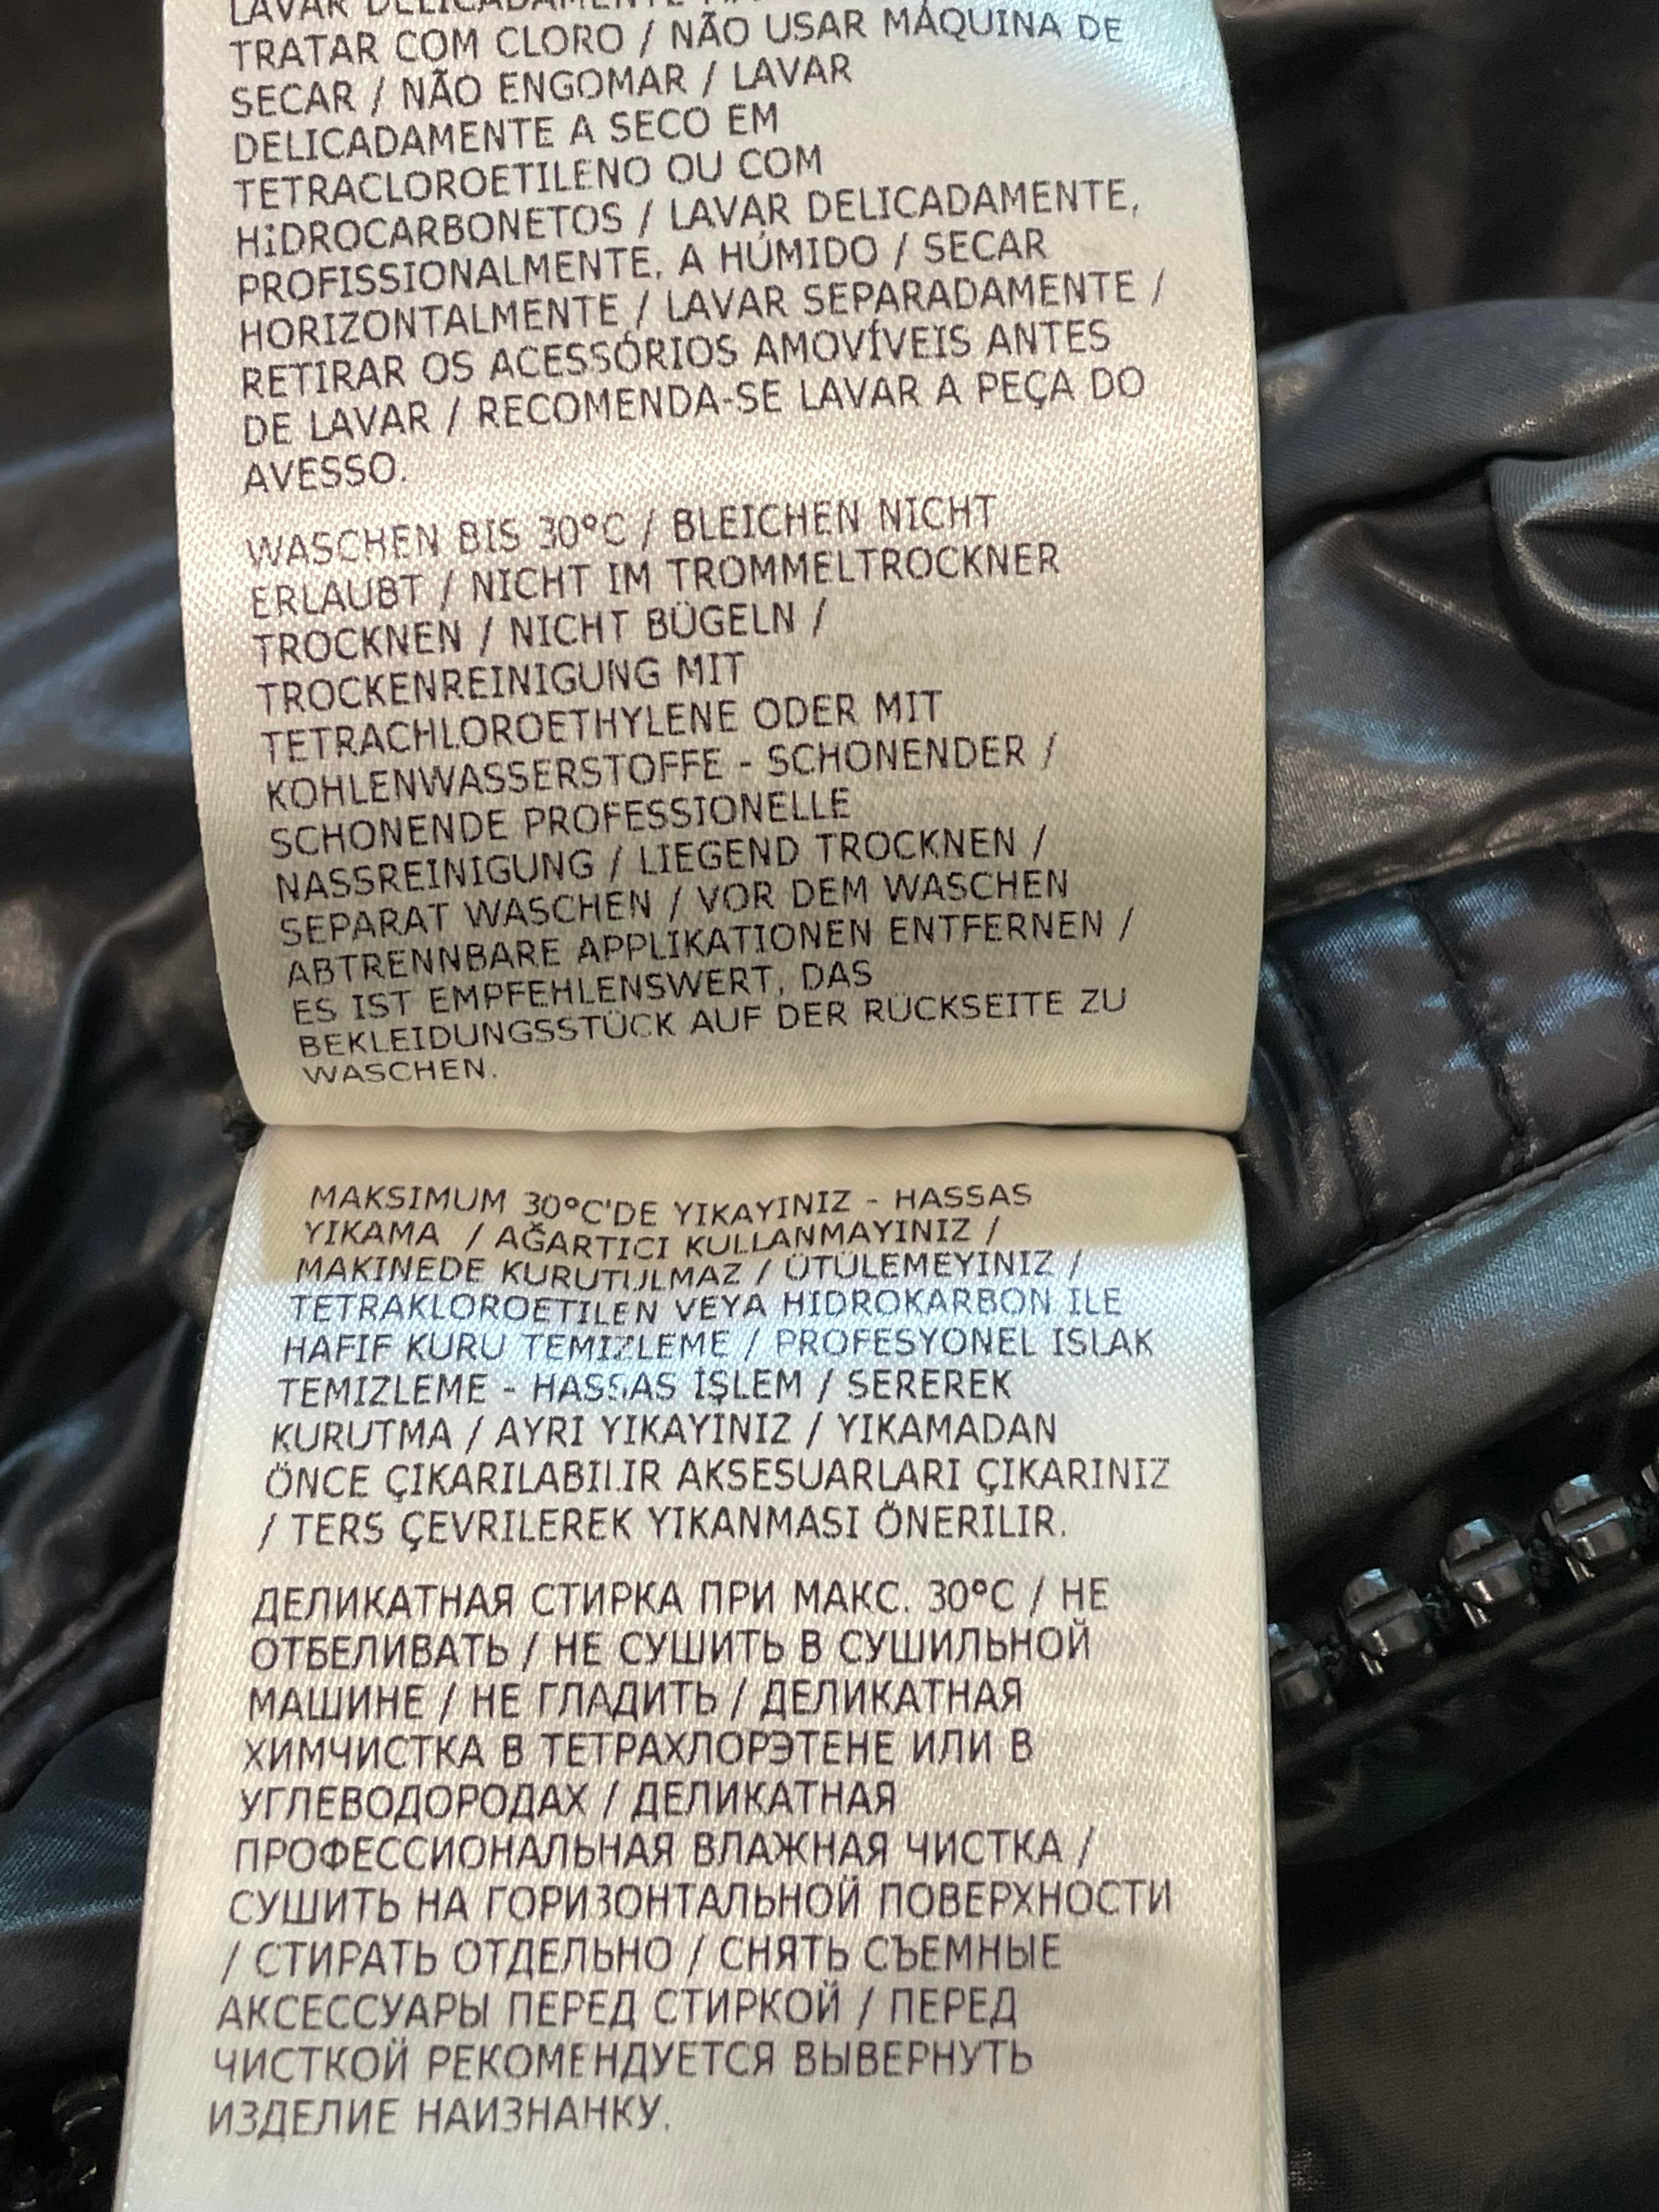 LAVAR DELICADAMENTE
TRATAR COM CLORO / NÃO USAR MÁQUINA DE
SECAR / NÃO ENGOMAR / LAVAR
DELICADAMENTE A SECO EM
TETRACLOROETILENO OU COM
HiDROCARBONETOS / LAVAR DELICADAMENTE,
PROFISSIONALMENTE, A HÚMIDO / SECAR
HORIZONTALMENTE / LAVAR SEPARADAMENTE /
RETIRAR OS ACESSÓRIOS AMOVÍVEIS ANTES
DE LAVAR / RECOMENDA-SE LAVAR A PEÇA DO
AVESSO.
WASCHEN BIS 30°C / BLEICHEN NICHT
ERLAUBT / NICHT IM TROMMELTROCKNER
TROCKNEN / NICHT BÜGELN /
TROCKENREINIGUNG MIT
TETRACHLOROETHYLENE ODER MIT
KOHLENWASSERSTOFFE - SCHONENDER /
SCHONENDE PROFESSIONELLE
NASSREINIGUNG / LIEGEND TROCKNEN /
SEPARAT WASCHEN / VOR DEM WASCHEN
ABTRENNBARE APPLIKATIONEN ENTFERNEN /
ES IST EMPFEHLENSWERT, DAS
BEKLEIDUNGSSTÜCK AUF DER RÜCKSEITE ZU
WASCHEN.
MAKSIMUM 30°C'DE YIKAYINIZ - HASSAS
YIKAMA / AĞARTICI KULLANMAYINIZ /
MAKINEDE KURUTULMAZ / ÜTÜLEMEYINIZ /
TETRAKLOROETILEN VEYA HIDROKARBON ILE
HAFIF KURU TEMIZLEME / PROFESYONEL ISLAK
TEMIZLEME - HASSAS İŞLEM / SEREREK
KURUTMA / AYRI YIKAYINIZ / YIKAMADAN
ÖNCE ÇIKARILABILIR AKSESUARLARI ÇIKARINIZ
/ TERS ÇEVRILEREK YIKANMASI ÖNERILIR.
ДЕЛИКАТНАЯ СТИРКА ПРИ МАКС. 30°C / НЕ
ОТБЕЛИВАТЬ / НЕ СУШИТЬ В СУШИЛЬНОЙ
МАШИНЕ / НЕ ГЛАДИТЬ / ДЕЛИКАТНАЯ
ХИМЧИСТКА В ТЕТРАХЛОРЭТЕНЕ ИЛИ В
УГЛЕВОДОРОДАХ / ДЕЛИКАТНАЯ
ПРОФЕССИОНАЛЬНАЯ ВЛАЖНАЯ ЧИСТКА /
СУШИТЬ НА ГОРИЗОНТАЛЬНОЙ ПОВЕРХНОСТИ
/ СТИРАТЬ ОТДЕЛЬНО / СНЯТЬ СЪЕМНЫЕ
АКСЕССУАРЫ ПЕРЕД СТИРКОЙ / ПЕРЕД
ЧИСТКОЙ РЕКОМЕНДУЕТСЯ ВЫВЕРНУТЬ
ИЗДЕЛИЕ НАИЗНАНКУ.